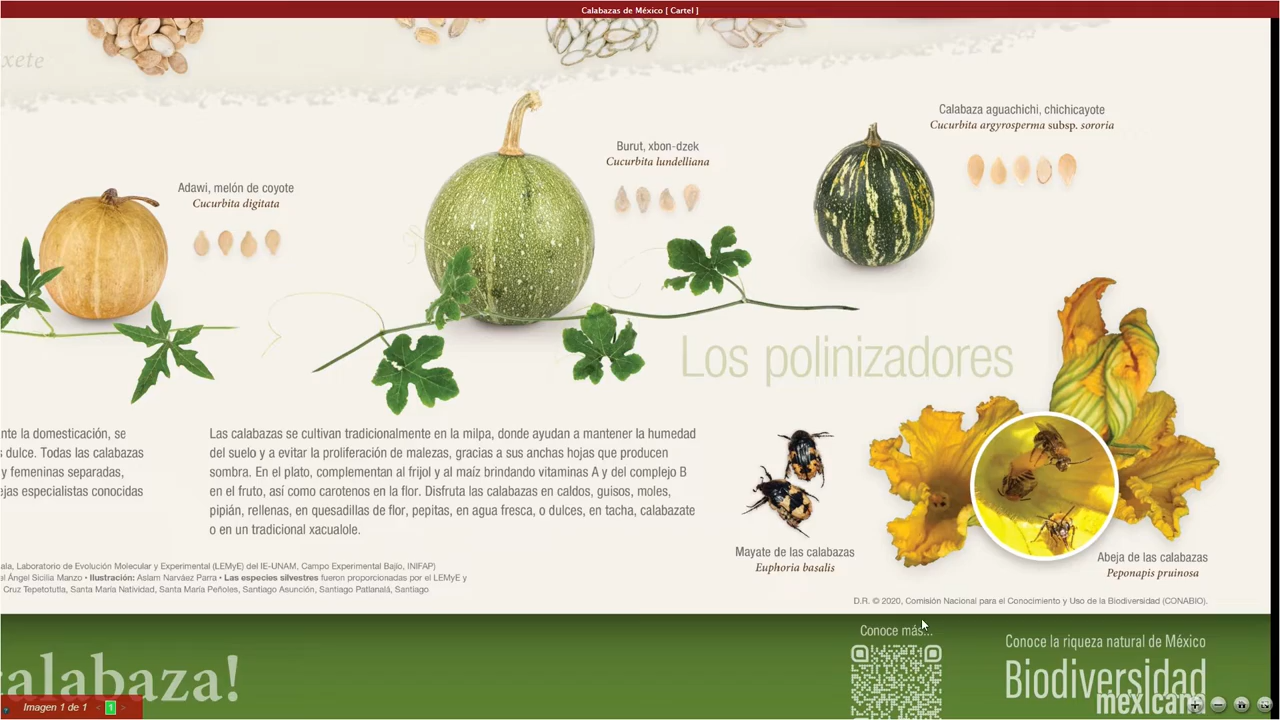 Calabazas de México [ Cartel ]
xete
Calabaza aguachichi, chichicayote
Cucurbita argyrosperma subsp. sororia
Burut, xbon-dzek
Cucurbita lundelliana
Adawi, melón de coyote
Cucurbita digitata
Los polinizadores
nte la domesticación, se
s dulce. Todas las calabazas
y femeninas separadas,
ejas especialistas conocidas
Las calabazas se cultivan tradicionalmente en la milpa, donde ayudan a mantener la humedad
del suelo y a evitar la proliferación de malezas, gracias a sus anchas hojas que producen
sombra. En el plato, complementan al frijol y al maíz brindando vitaminas A y del complejo B
en el fruto, así como carotenos en la flor. Disfruta las calabazas en caldos, guisos, moles,
pipián, rellenas, en quesadillas de flor, pepitas, en agua fresca, o dulces, en tacha, calabazate
o en un tradicional xacualole.
Mayate de las calabazas
Euphoria basalis
Abeja de las calabazas
Peponapis pruinosa
ala, Laboratorio de Evolución Molecular y Experimental (LEMyE) del IE-UNAM, Campo Experimental Bajío, INIFAP)
el Ángel Sicilia Manzo • Ilustración: Aslam Narváez Parra • Las especies silvestres fueron proporcionadas por el LEMyE y
Cruz Tepetotutla, Santa María Natividad, Santa María Peñoles, Santiago Asunción, Santiago Patlanalá, Santiago
D.R. © 2020, Comisión Nacional para el Conocimiento y Uso de la Biodiversidad (CONABIO).
Conoce más...
Conoce la riqueza natural de México
Biodiversidad
mexicana
calabaza!
Imagen 1 de 1 < 1 >